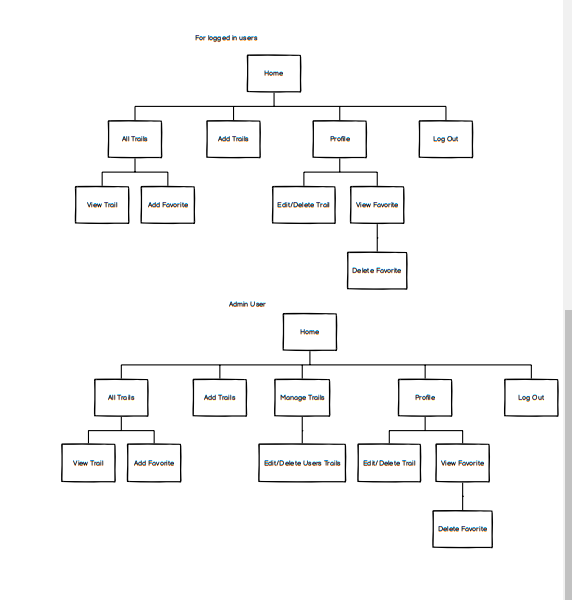 For logged in users
Home
All Trails
Add Trails
Profile
Log Out
View Trail
Add Favorite
Edit/Delete Trail
View Favorite
Delete Favorite
Admin User
Home
All Trails
Add Trails
Manage Trails
Profile
Log Out
View Trail
Add Favorite
Edit/Delete Users Trails
Edit/Delete Trail
View Favorite
Delete Favorite